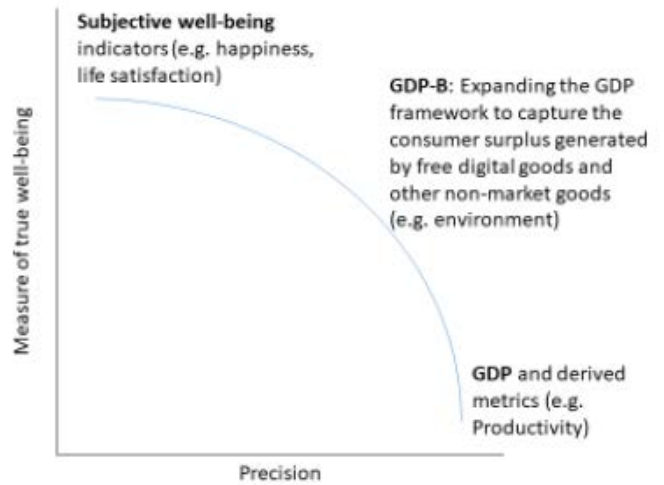 Subjective well-being
indicators (e.g. happiness,
life satisfaction)
GDP-B: Expanding the GDP
framework to capture the
consumer surplus generated
by free digital goods and
other non-market goods
(e.g. environment)
Measure of true well-being
GDP and derived
metrics (e.g.
Productivity)
Precision